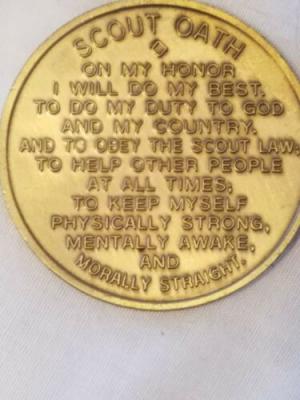 SCOUT OATH
ON MY HONOR
I WILL DO MY BEST.
TO DO MY DUTY TO GOD
AND MY COUNTRY.
AND TO OBEY THE SCOUT LAW.
TO HELP OTHER PEOPLE
AT ALL TIMES,
TO KEEP MYSELF
PHYSICALLY STRONG,
MENTALLY AWAKE,
AND
MORALLY STRAIGHT.